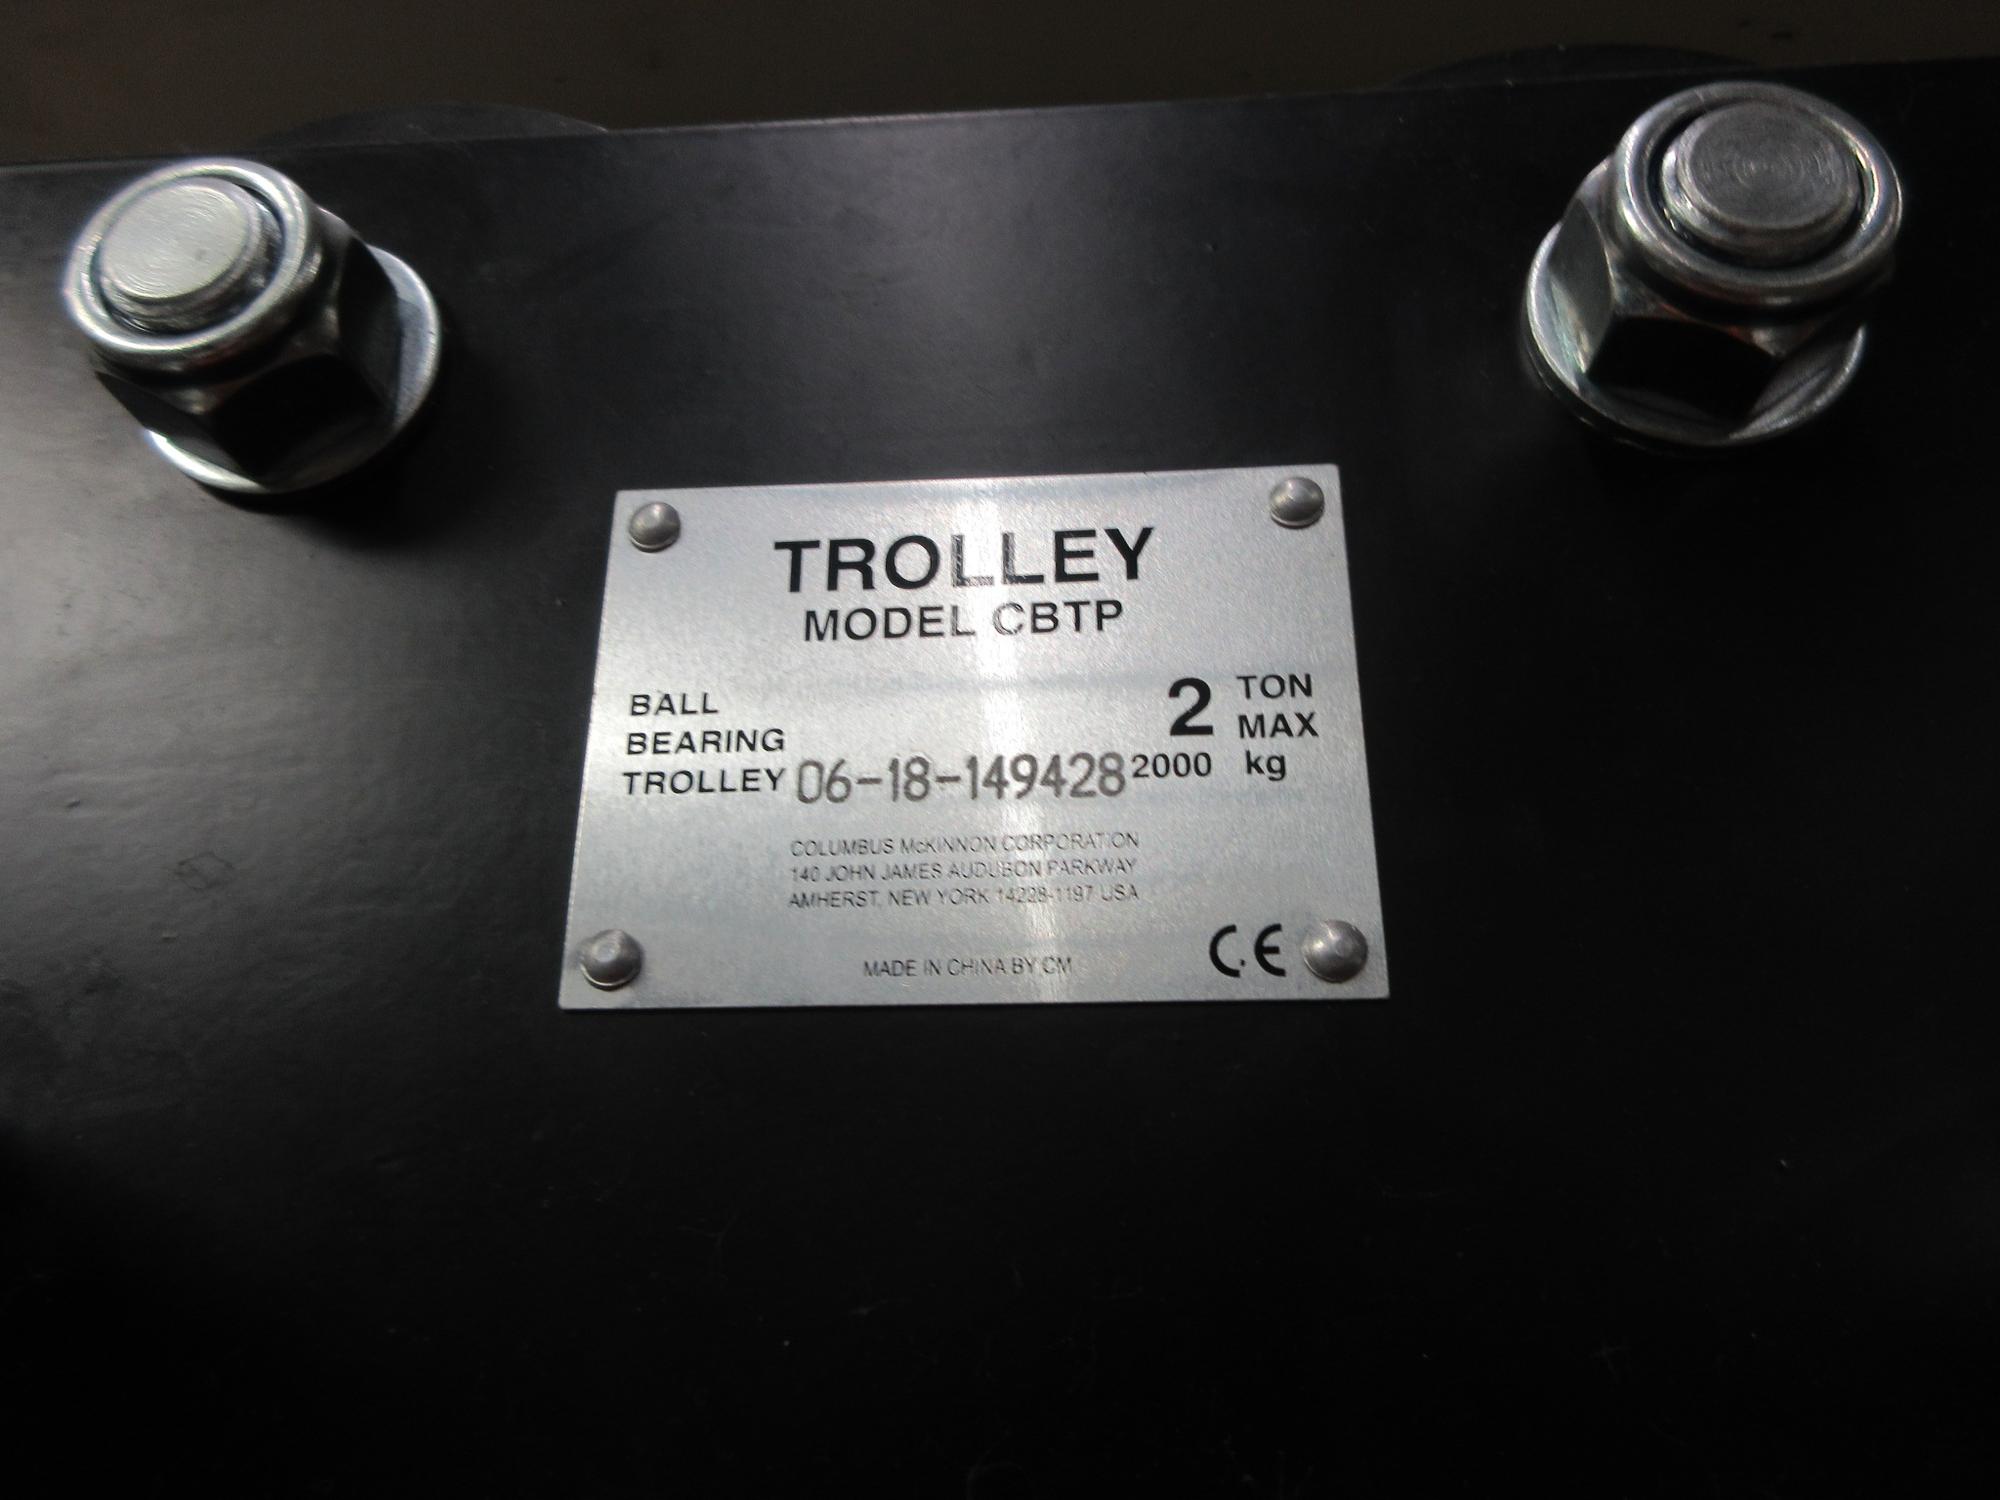 TROLLEY
MODEL CBTP
BALL
BEARING
TROLLEY 06-18-149428
2 TON
MAX
2000 kg
COLUMBUS McKINNON CORPORATION
140 JOHN JAMES AUDUBON PARKWAY
AMHERST, NEW YORK 14228-1197 USA
MADE IN CHINA BY CM
CE